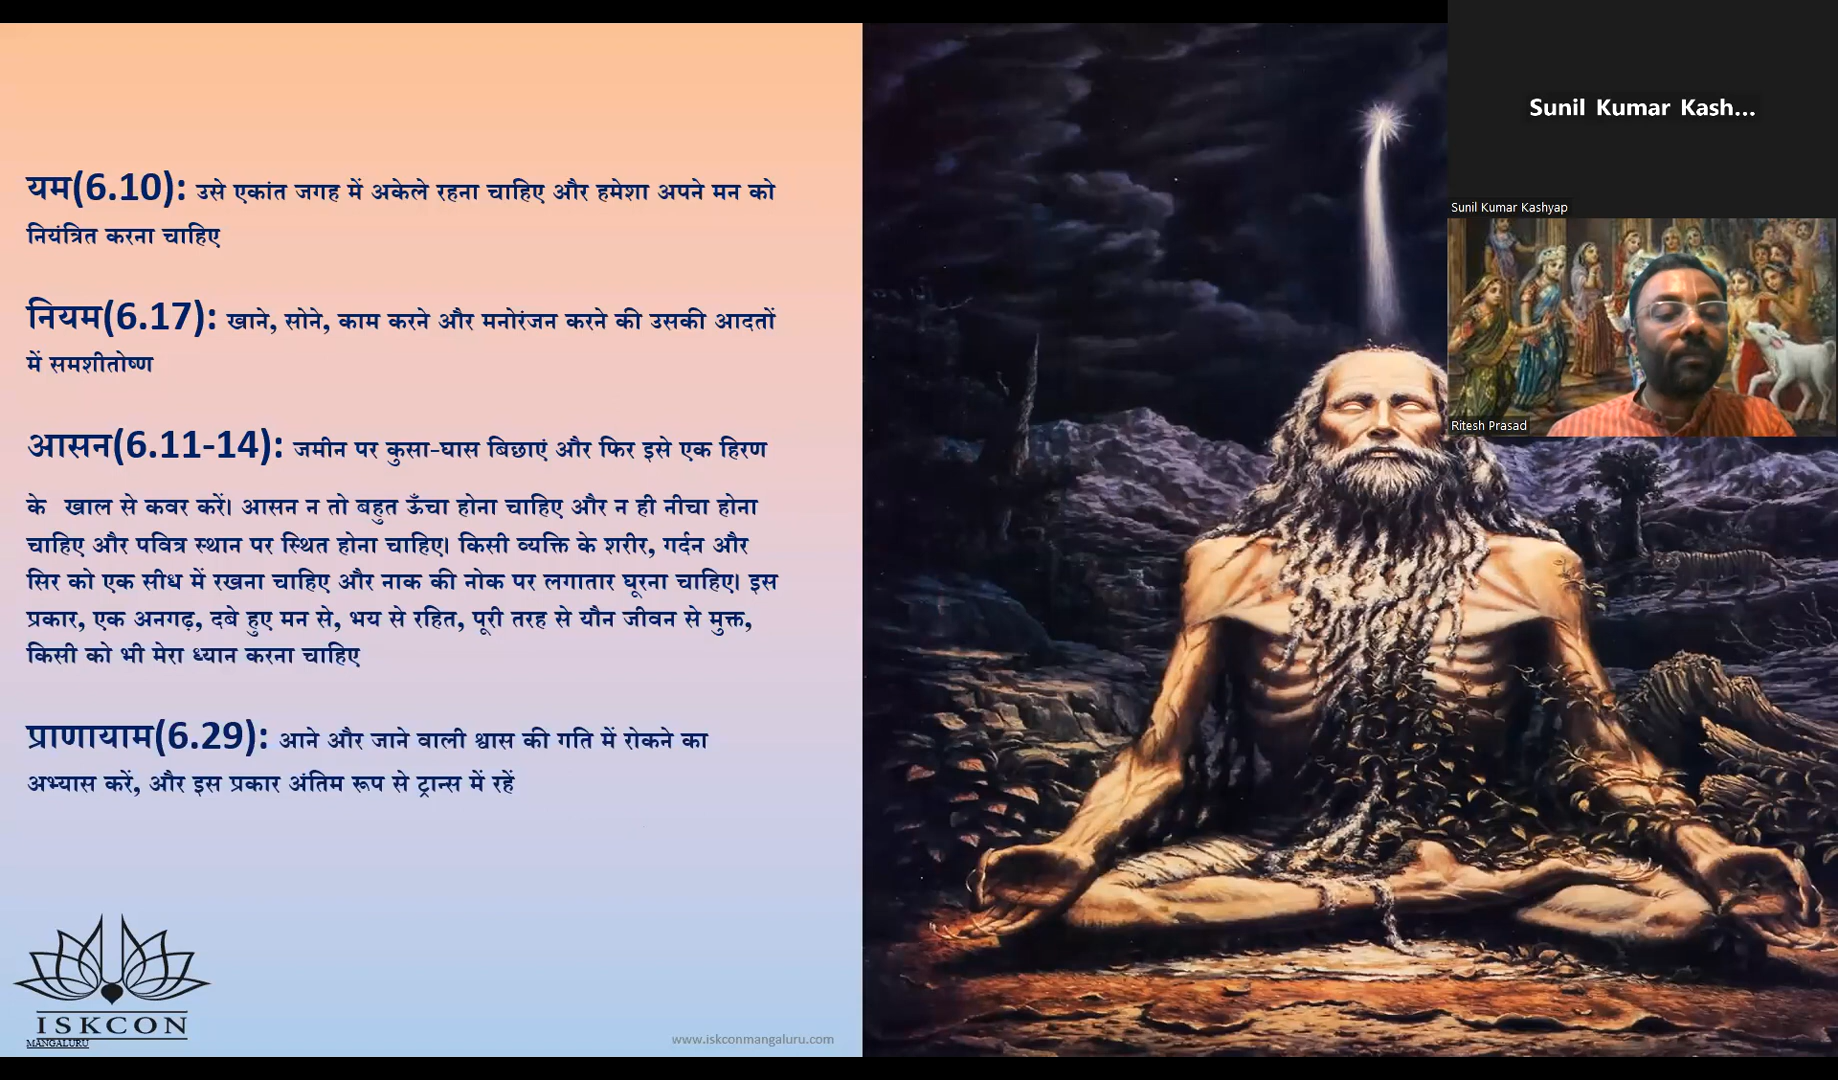 यम(6.10): उसे एकांत जगह में अकेले रहना चाहिए और हमेशा अपने मन को
नियंत्रित करना चाहिए
नियम(6.17): खाने, सोने, काम करने और मनोरंजन करने की उसकी आदतों
में समशीतोष्ण
आसन(6.11-14): जमीन पर कुसा-घास बिछाएं और फिर इसे एक हिरण
के खाल से कवर करें। आसन न तो बहुत ऊँचा होना चाहिए और न ही नीचा होना
चाहिए और पवित्र स्थान पर स्थित होना चाहिए। किसी व्यक्ति के शरीर, गर्दन और
सिर को एक सीध में रखना चाहिए और नाक की नोक पर लगातार घूरना चाहिए। इस
प्रकार, एक अनगढ़, दबे हुए मन से, भय से रहित, पूरी तरह से यौन जीवन से मुक्त,
किसी को भी मेरा ध्यान करना चाहिए
प्राणायाम(6.29): आने और जाने वाली श्वास की गति में रोकने का
अभ्यास करें, और इस प्रकार अंतिम रूप से ट्रान्स में रहें
ISKCON
MANGALURU
www.iskconmangaluru.com
Sunil Kumar Kash...
Sunil Kumar Kashyap
Ritesh Prasad